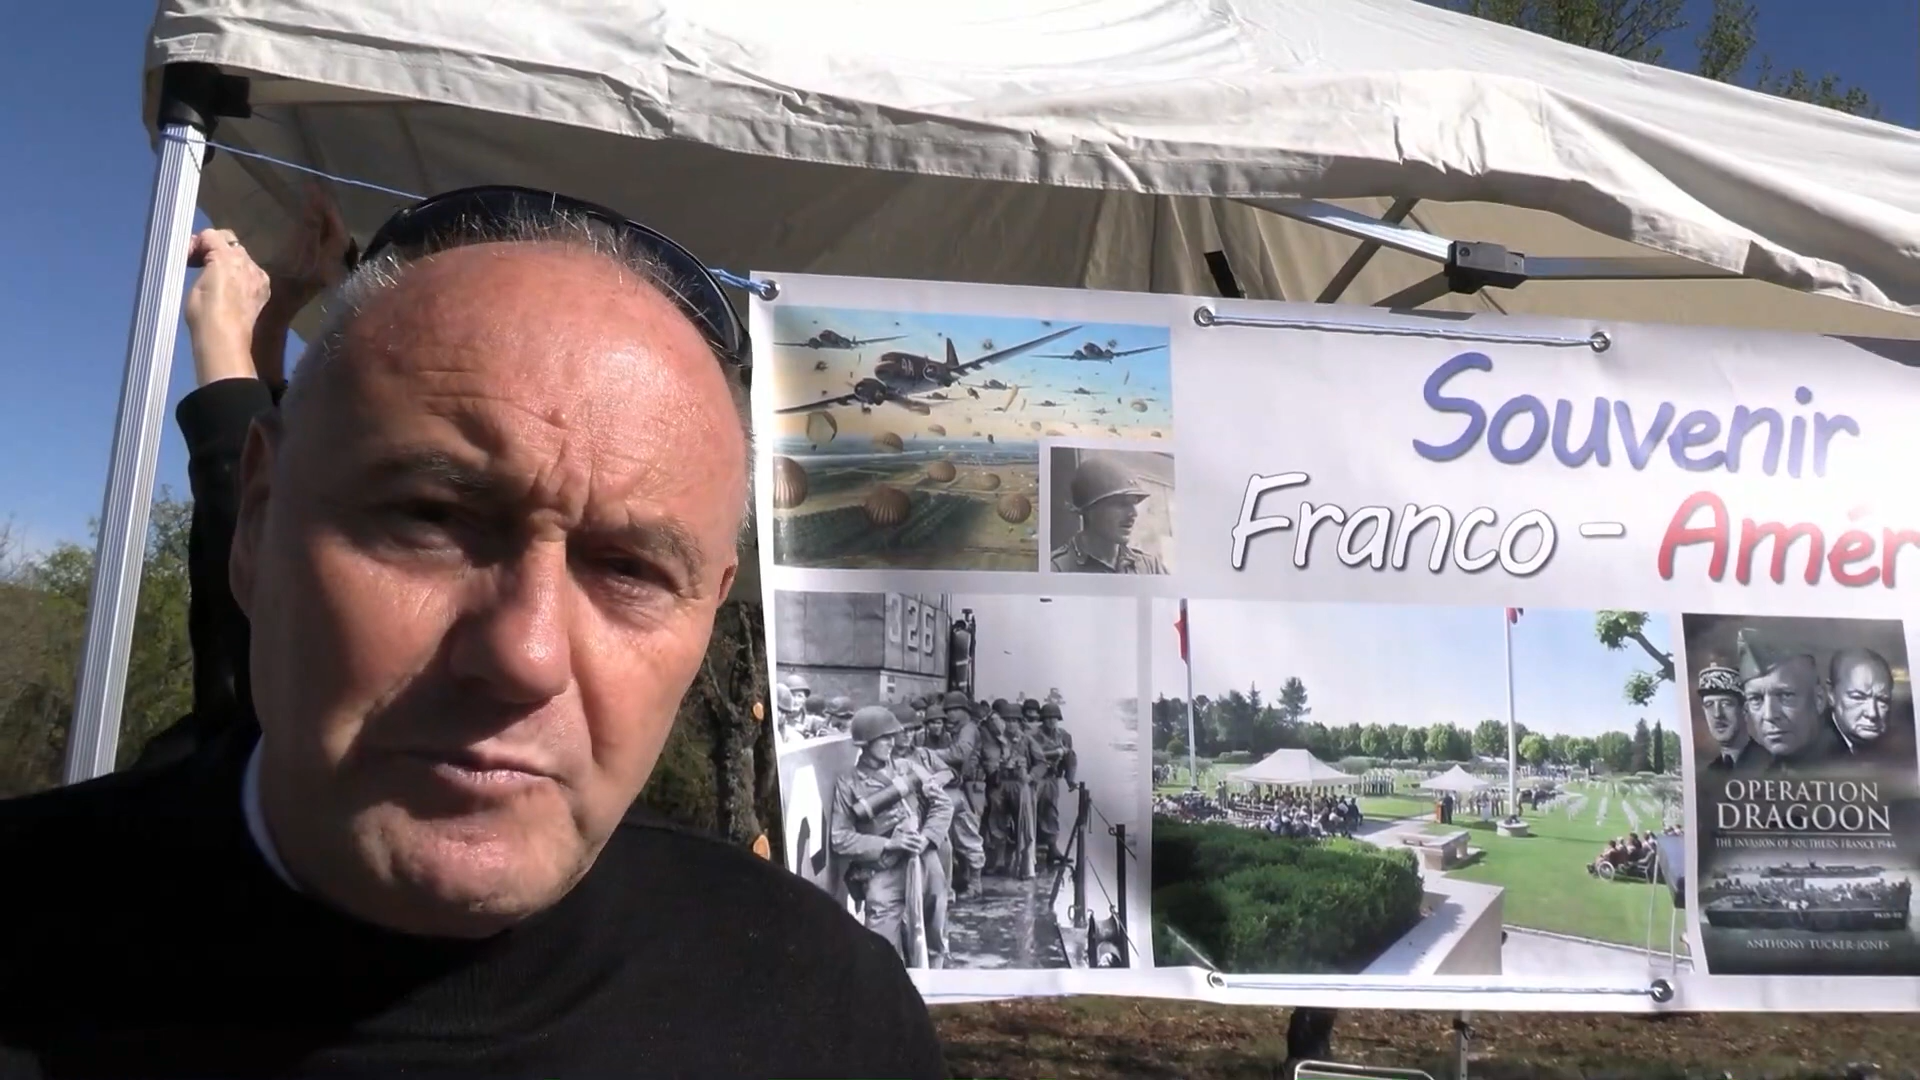 Souvenir
Franco - Amér
326
OPERATION
DRAGOON
THE INVASION OF SOUTHERN FRANCE 1944
ANTHONY TUCKER-JONES